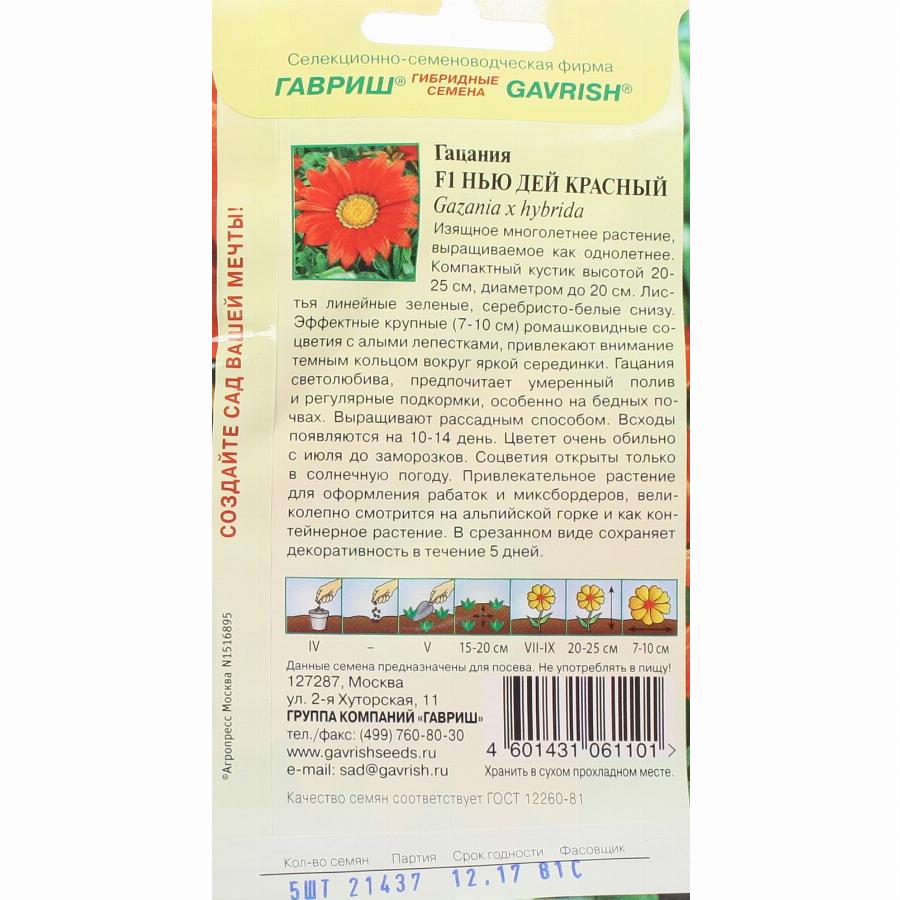 Селекционно-семеноводческая фирма
ГАВРИШ® ГИБРИДНЫЕ СЕМЕНА GAVRISH®
Гацания
F1 НЬЮ ДЕЙ КРАСНЫЙ
Gazania x hybrida
Изящное многолетнее растение,
выращиваемое как однолетнее.
Компактный кустик высотой 20-
25 см, диаметром до 20 см. Лис-
тья линейные зеленые, серебристо-белые снизу.
Эффектные крупные (7-10 см) ромашковидные со-
цветия с алыми лепестками, привлекают внимание
темным кольцом вокруг яркой серединки. Гацания
светолюбива, предпочитает умеренный полив
и регулярные подкормки, особенно на бедных по-
чвах. Выращивают рассадным способом. Всходы
появляются на 10-14 день. Цветет очень обильно
с июля до заморозков. Соцветия открыты только
в солнечную погоду. Привлекательное растение
для оформления рабаток и миксбордеров, вели-
колепно смотрится на альпийской горке и как кон-
тейнерное растение. В срезанном виде сохраняет
декоративность в течение 5 дней.
IV – V 15-20 см VII-IX 20-25 см 7-10 см
Данные семена предназначены для посева. Не употреблять в пищу!
127287, Москва
ул. 2-я Хуторская, 11
ГРУППА КОМПАНИЙ «ГАВРИШ»
тел./факс: (499) 760-80-30
www.gavrishseeds.ru
e-mail: sad@gavrish.ru
4 601431 061101 >
Хранить в сухом прохладном месте.
Качество семян соответствует ГОСТ 12260-81
Кол-во семян Партия Срок годности Фасовщик
5ШТ 21437 12.17 81С
СОЗДАЙТЕ САД ВАШЕЙ МЕЧТЫ!
©Агропресс Москва N1516895